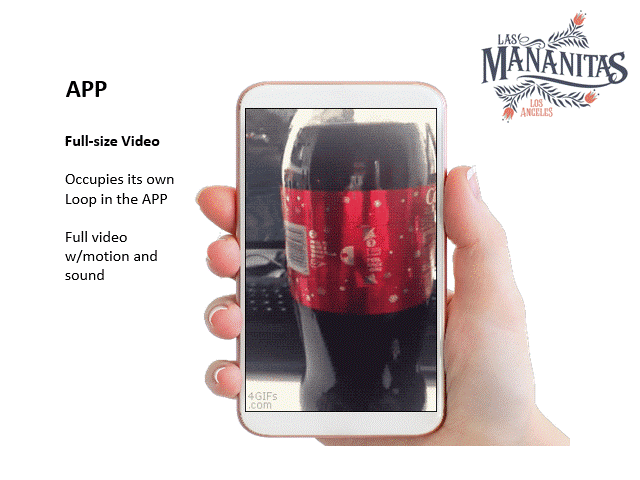 LAS
MANANITAS
LOS
ANGELES
APP
Full-size Video
Occupies its own
Loop in the APP
Full video
w/motion and
sound
4GIFs
.com